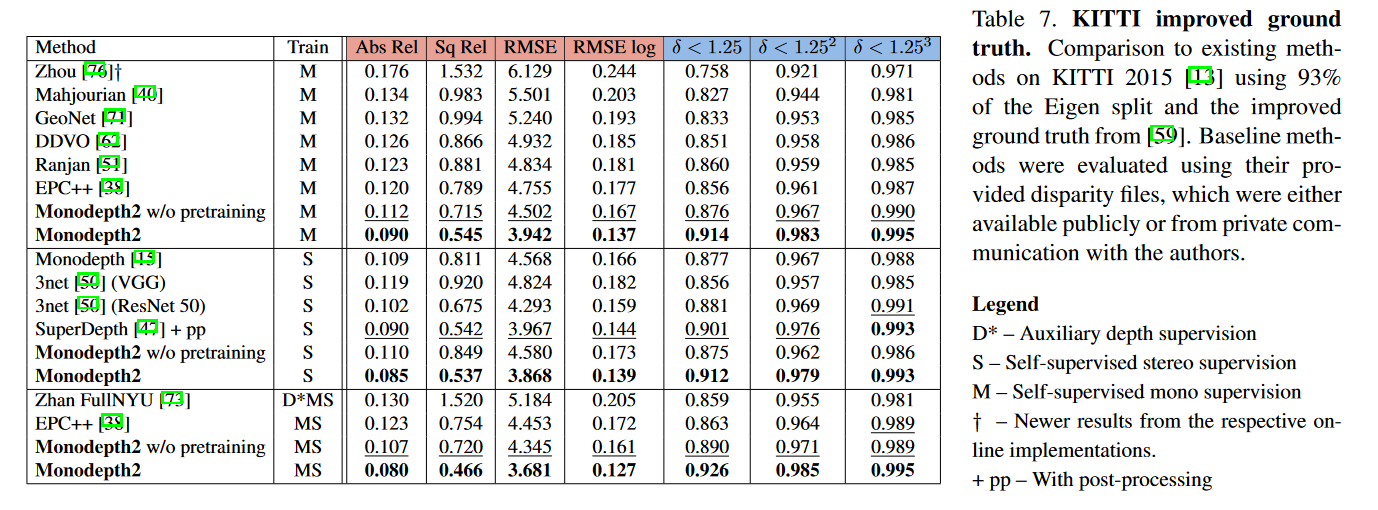 Method Train Abs Rel Sq Rel RMSE RMSE log δ < 1.25 δ < 1.25² δ < 1.25³
Zhou [76]† M 0.176 1.532 6.129 0.244 0.758 0.921 0.971
Mahjourian [40] M 0.134 0.983 5.501 0.203 0.827 0.944 0.981
GeoNet [71] M 0.132 0.994 5.240 0.193 0.833 0.953 0.985
DDVO [62] M 0.126 0.866 4.932 0.185 0.851 0.958 0.986
Ranjan [51] M 0.123 0.881 4.834 0.181 0.860 0.959 0.985
EPC++ [38] M 0.120 0.789 4.755 0.177 0.856 0.961 0.987
Monodepth2 w/o pretraining M 0.112 0.715 4.502 0.167 0.876 0.967 0.990
Monodepth2 M 0.090 0.545 3.942 0.137 0.914 0.983 0.995
Monodepth [15] S 0.109 0.811 4.568 0.166 0.877 0.967 0.988
3net [50] (VGG) S 0.119 0.920 4.824 0.182 0.856 0.957 0.985
3net [50] (ResNet 50) S 0.102 0.675 4.293 0.159 0.881 0.969 0.991
SuperDepth [47] + pp S 0.090 0.542 3.967 0.144 0.901 0.976 0.993
Monodepth2 w/o pretraining S 0.110 0.849 4.580 0.173 0.875 0.962 0.986
Monodepth2 S 0.085 0.537 3.868 0.139 0.912 0.979 0.993
Zhan FullNYU [73] D*MS 0.130 1.520 5.184 0.205 0.859 0.955 0.981
EPC++ [38] MS 0.123 0.754 4.453 0.172 0.863 0.964 0.989
Monodepth2 w/o pretraining MS 0.107 0.720 4.345 0.161 0.890 0.971 0.989
Monodepth2 MS 0.080 0.466 3.681 0.127 0.926 0.985 0.995
Table 7. KITTI improved ground
truth. Comparison to existing meth-
ods on KITTI 2015 [13] using 93%
of the Eigen split and the improved
ground truth from [59]. Baseline meth-
ods were evaluated using their pro-
vided disparity files, which were either
available publicly or from private com-
munication with the authors.
Legend
D* – Auxiliary depth supervision
S – Self-supervised stereo supervision
M – Self-supervised mono supervision
† – Newer results from the respective on-
line implementations.
+ pp – With post-processing